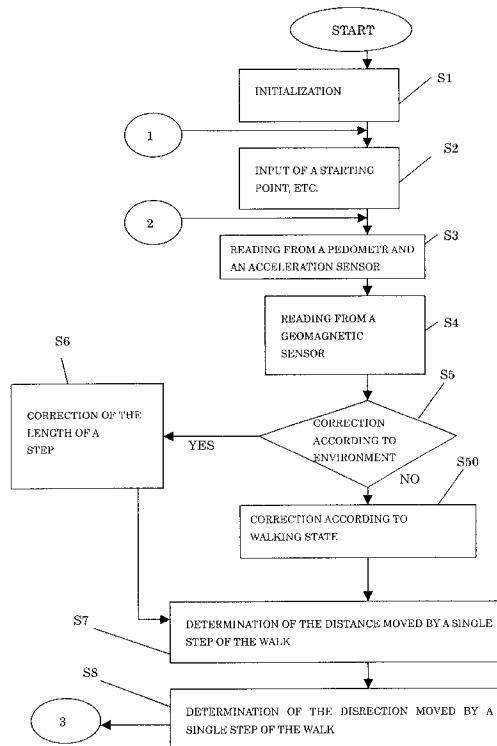 START
INITIALIZATION
S1
1
INPUT OF A STARTING
POINT, ETC.
S2
2
READING FROM A PEDOMETR AND
AN ACCELERATION SENSOR
S3
READING FROM A
GEOMAGNETIC
SENSOR
S4
S5
S6
CORRECTION
ACCORDING TO
ENVIRONMENT
CORRECTION OF THE
LENGTH OF A
STEP
YES
NO
S50
CORRECTION ACCORDING TO
WALKING STATE
S7
DETERMINATION OF THE DISTANCE MOVED BY A SINGLE
STEP OF THE WALK
S8
DETERMINATION OF THE DISRECTION MOVED BY A
SINGLE STEP OF THE WALK
3